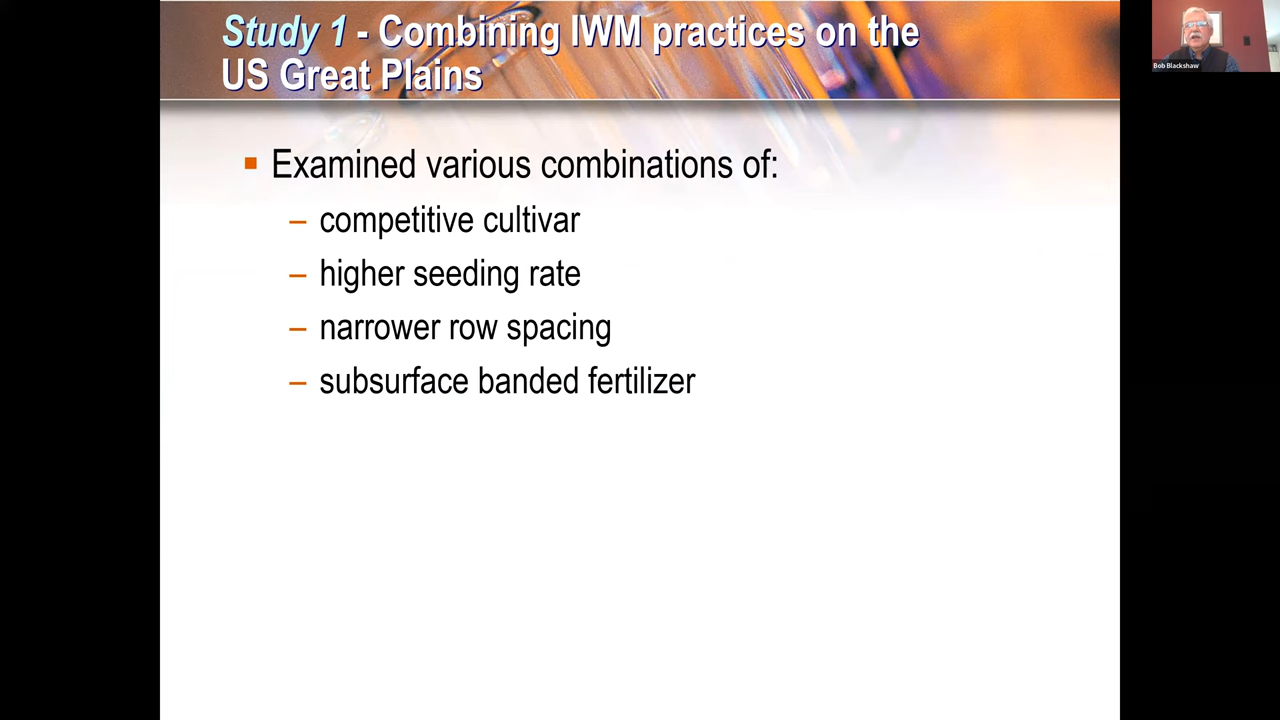 Study 1 - Combining IWM practices on the
US Great Plains
Bob Blackshaw
▪ Examined various combinations of:
– competitive cultivar
– higher seeding rate
– narrower row spacing
– subsurface banded fertilizer